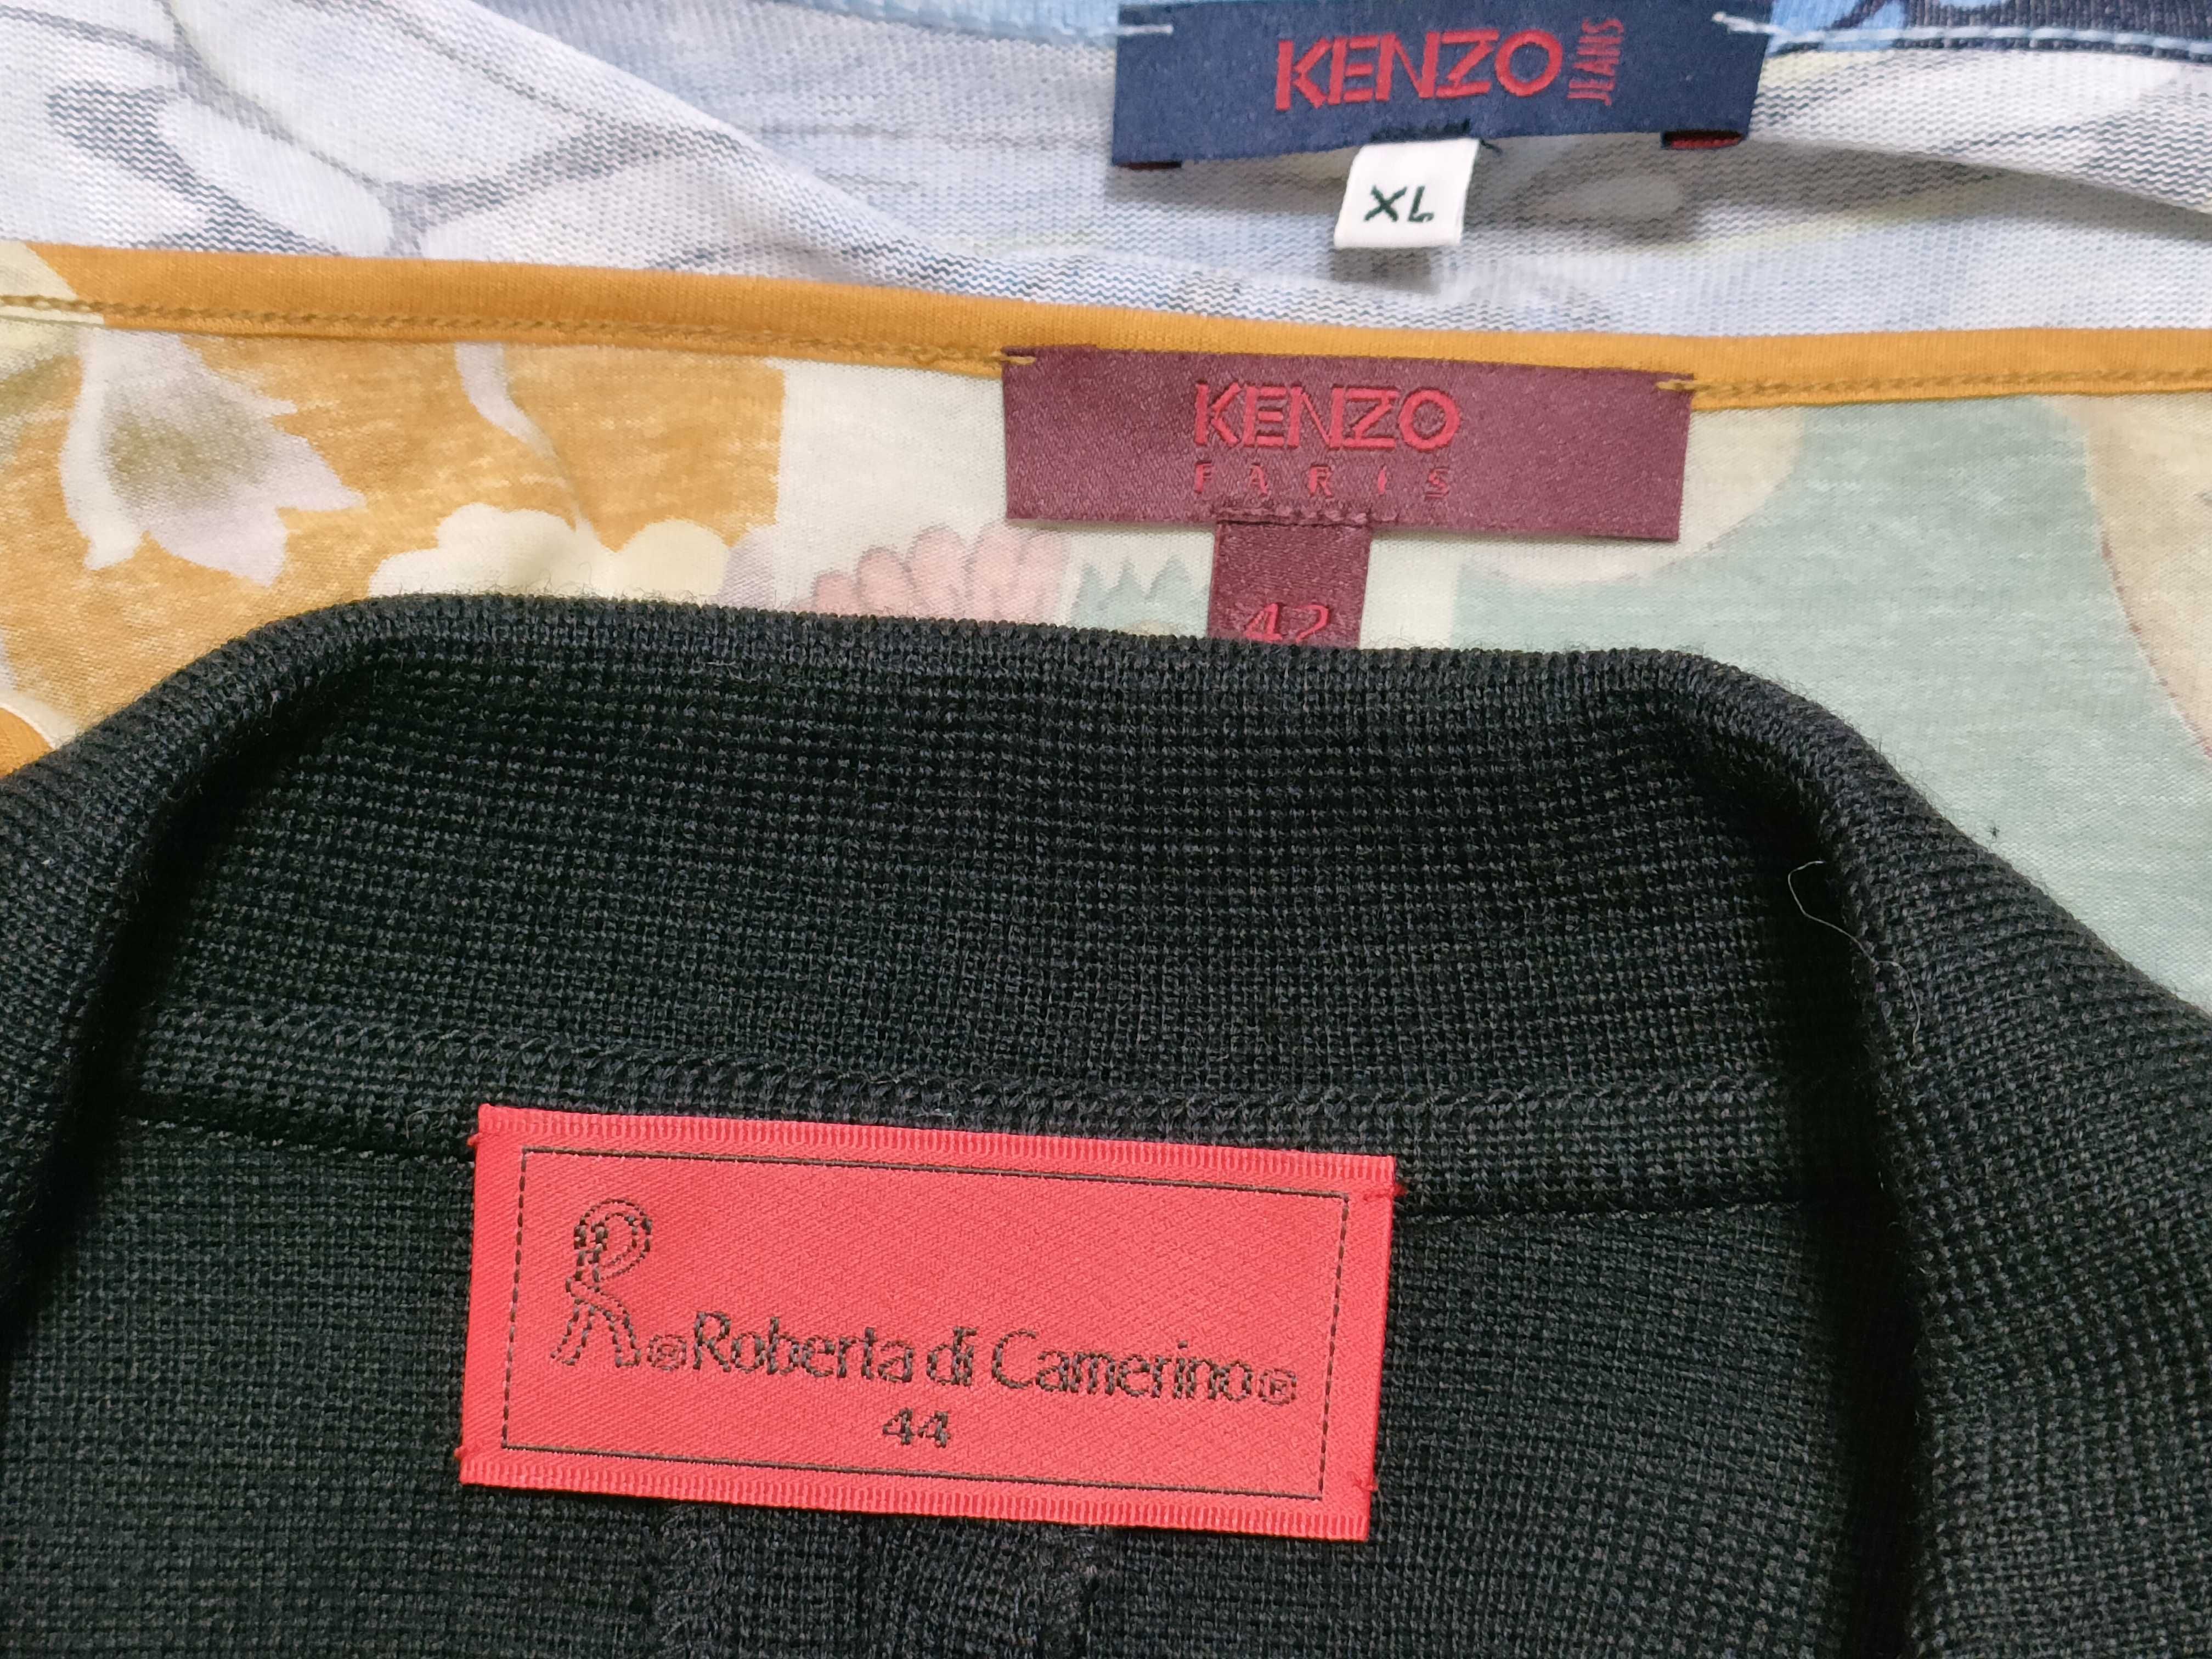 KENZO JEANS
XL
KENZO
PARIS
42
R® Roberta di Camerino®
44